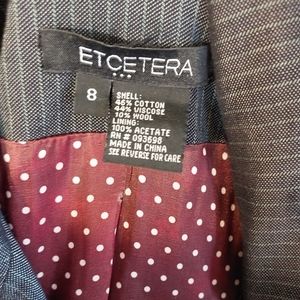 ETCETERA
8
SHELL:
46% COTTON
44% VISCOSE
10% WOOL
LINING:
100% ACETATE
RN # 093698
MADE IN CHINA
SEE REVERSE FOR CARE